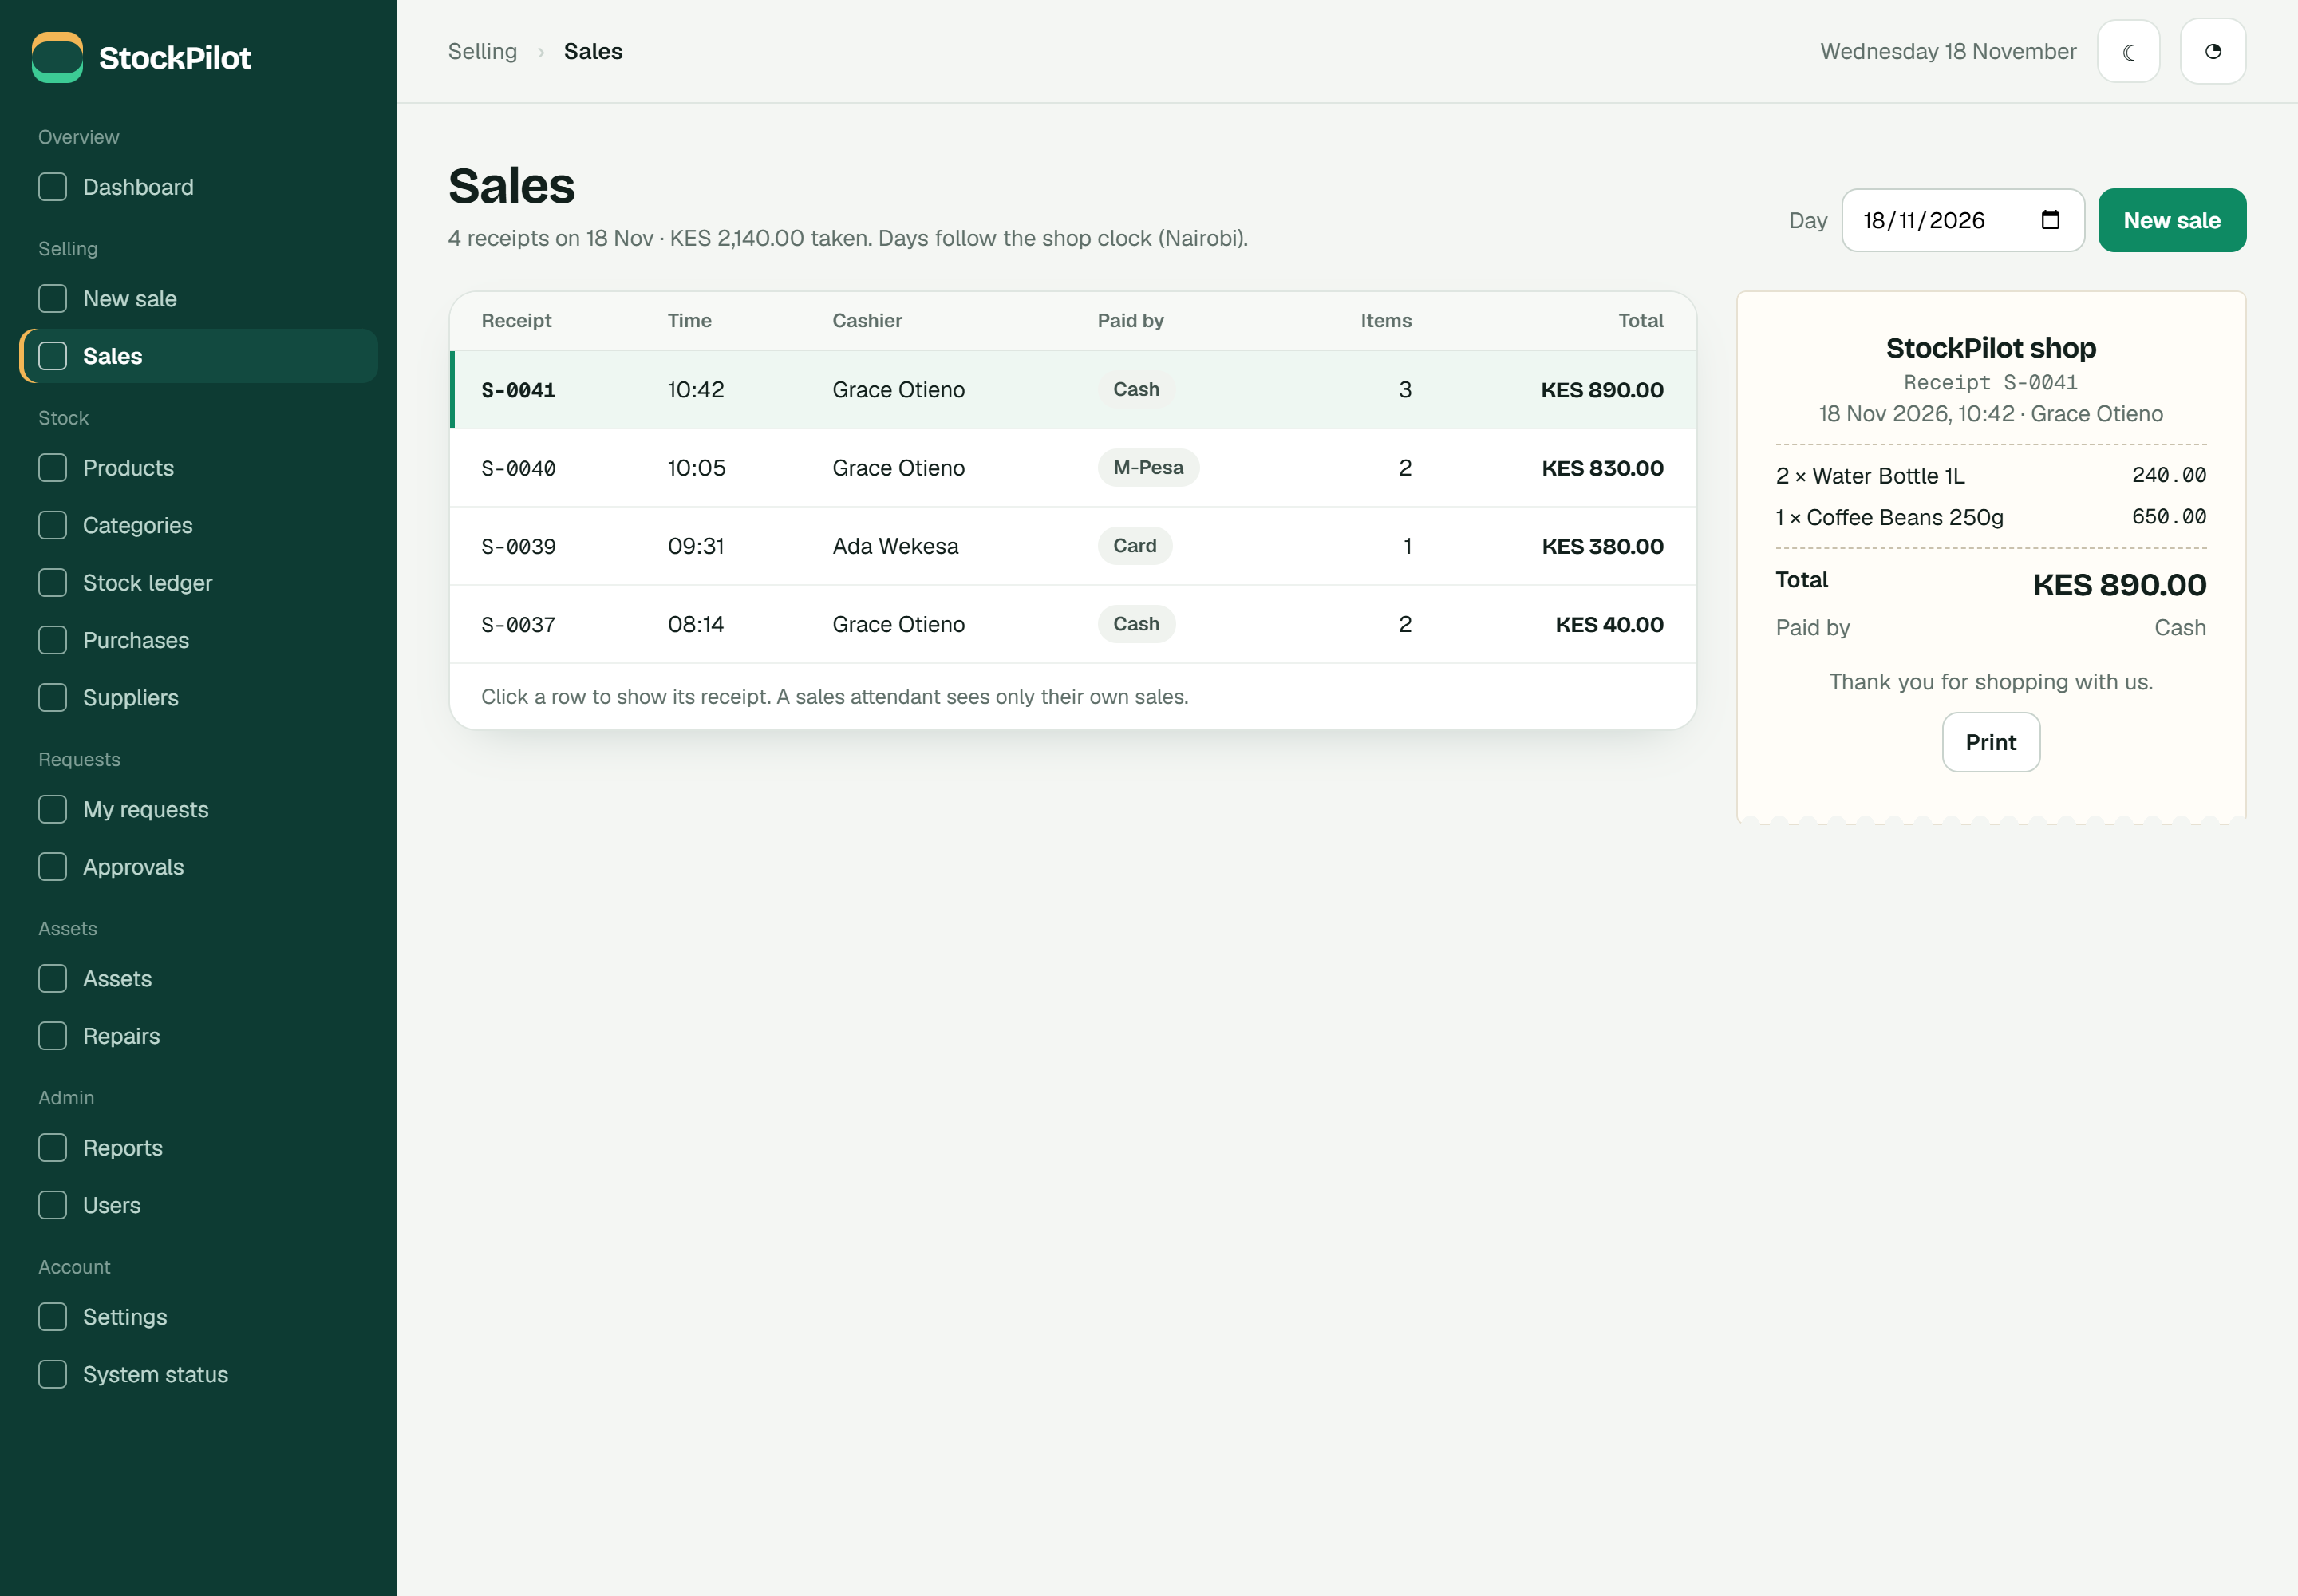 StockPilot
Overview
Dashboard
Selling
New sale
Sales
Stock
Products
Categories
Stock ledger
Purchases
Suppliers
Requests
My requests
Approvals
Assets
Assets
Repairs
Admin
Reports
Users
Account
Settings
System status
Selling › Sales
Wednesday 18 November
Sales
4 receipts on 18 Nov · KES 2,140.00 taken. Days follow the shop clock (Nairobi).
Day 18/11/2026 New sale
Receipt Time Cashier Paid by Items Total
S-0041 10:42 Grace Otieno Cash 3 KES 890.00
S-0040 10:05 Grace Otieno M-Pesa 2 KES 830.00
S-0039 09:31 Ada Wekesa Card 1 KES 380.00
S-0037 08:14 Grace Otieno Cash 2 KES 40.00
Click a row to show its receipt. A sales attendant sees only their own sales.
StockPilot shop
Receipt S-0041
18 Nov 2026, 10:42 · Grace Otieno
2 × Water Bottle 1L 240.00
1 × Coffee Beans 250g 650.00
Total KES 890.00
Paid by Cash
Thank you for shopping with us.
Print